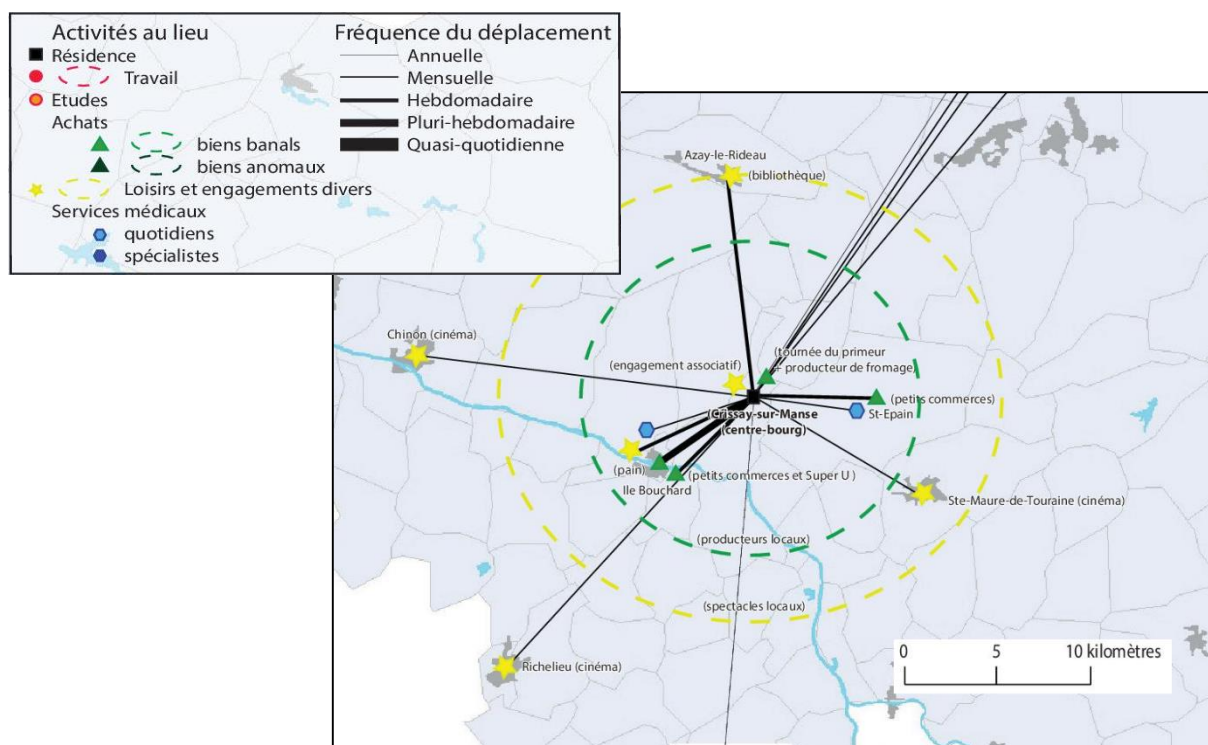 Activités au lieu
Résidence
Travail
Etudes
Achats
biens banals
biens anomaux
Loisirs et engagements divers
Services médicaux
quotidiens
spécialistes
Fréquence du déplacement
Annuelle
Mensuelle
Hebdomadaire
Pluri-hebdomadaire
Quasi-quotidienne
Azay-le-Rideau
(bibliothèque)
Chinon (cinéma)
(engagement associatif)
(tournée du primeur
+ producteur de fromage)
(petits commerces)
St-Epain
(Crissay-sur-Manse
(centre-bourg)
(pain)
(petits commerces et Super U )
Ile Bouchard
Ste-Maure-de-Touraine (cinéma)
(producteurs locaux)
(spectacles locaux)
Richelieu (cinéma)
0 5 10 kilomètres